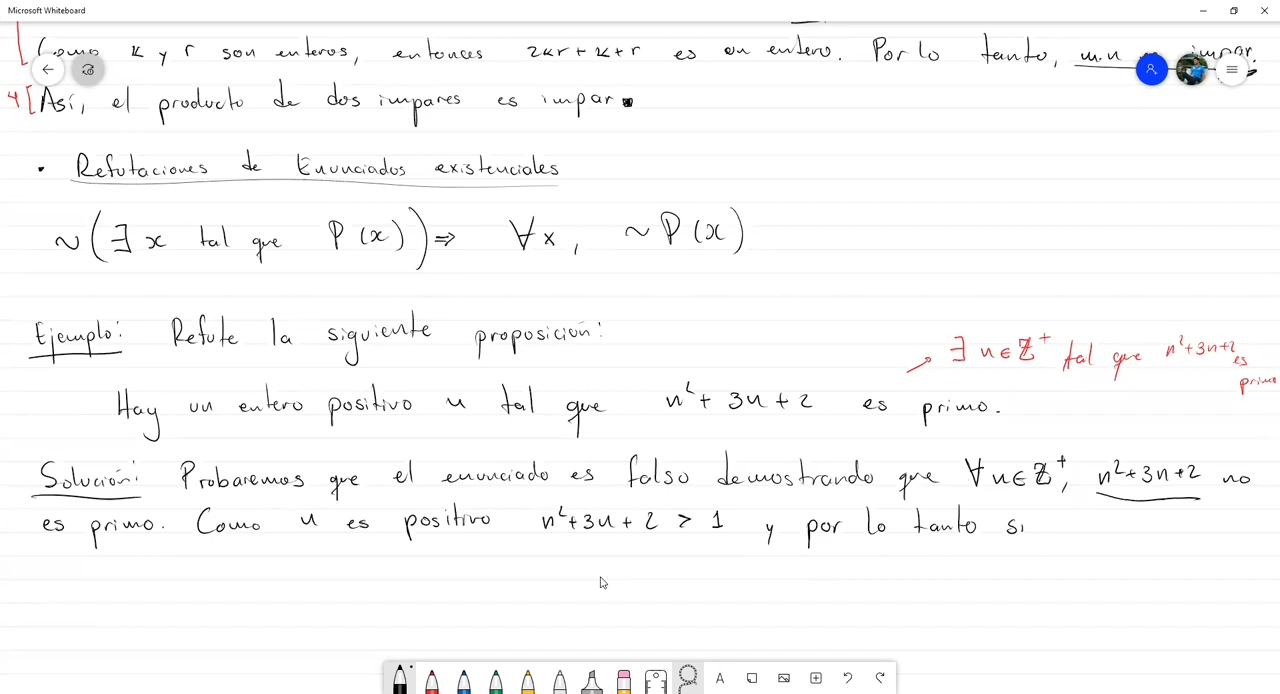 Microsoft Whiteboard
Como k y r son enteros, entonces 2kr+k+r es un entero. Por lo tanto, m.n impar.
4 [Así, el producto de dos impares es impar
• Refutaciones de Enunciados existenciales
~(∃ x tal que P(x)) ⇒ ∀x, ~P(x)
Ejemplo: Refute la siguiente proposición:
→ ∃ n∈ℤ⁺ tal que n²+3n+2 es primo
Hay un entero positivo n tal que n²+3n+2 es primo.
Solución: Probaremos que el enunciado es falso demostrando que ∀n∈ℤ⁺, n²+3n+2 no
es primo. Como n es positivo n²+3n+2 > 1 y por lo tanto si
A